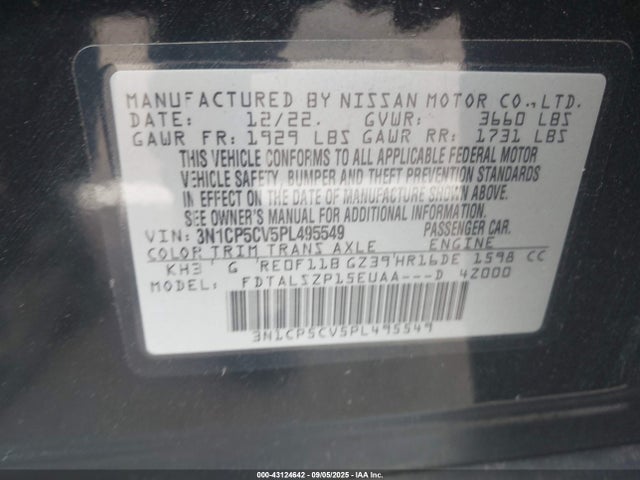 MANUFACTURED BY NISSAN MOTOR CO.,LTD.
DATE: 12/22. GVWR: 3660 LBS
GAWR FR: 1929 LBS GAWR RR: 1731 LBS
THIS VEHICLE CONFORMS TO ALL APPLICABLE FEDERAL MOTOR
VEHICLE SAFETY, BUMPER AND THEFT PREVENTION STANDARDS
IN EFFECT ON THE DATE OF MANUFACTURE SHOWN ABOVE.
SEE OWNER'S MANUAL FOR ADDITIONAL INFORMATION.
VIN: 3N1CP5CV5PL495549 PASSENGER CAR.
COLOR TRIM TRANS AXLE ENGINE
KH3 G RE0F11B GZ39 HR16DE 1598 CC
MODEL: FDTALSZP15EUAA---D 4Z000
3N1CP5CV5PL495549
000-43124642 - 09/05/2025 - IAA Inc.